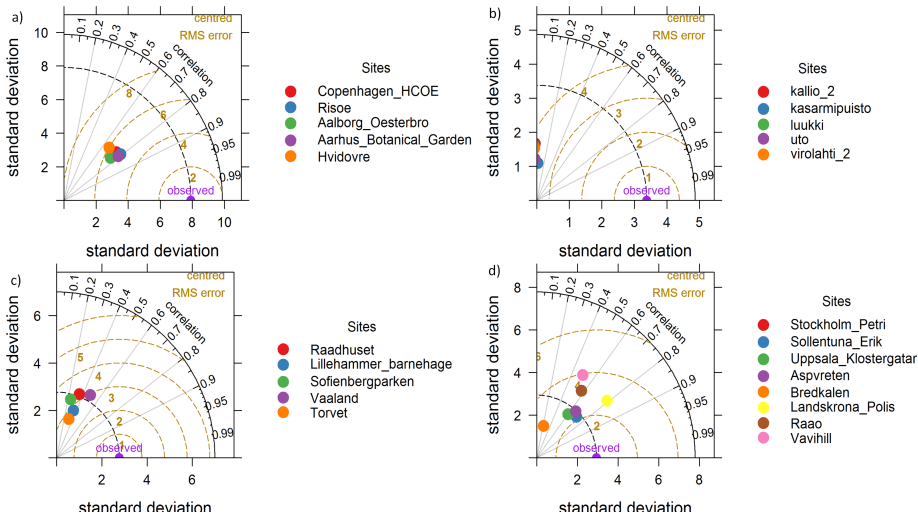 a)
centred
RMS error
correlation
0.1
0.2
0.3
0.4
0.5
0.6
0.7
0.8
0.9
0.95
0.99
standard deviation
10
8
6
4
2
8
6
4
2
observed
2 4 6 8 10
standard deviation
Sites
Copenhagen_HCOE
Risoe
Aalborg_Oesterbro
Aarhus_Botanical_Garden
Hvidovre
b)
centred
RMS error
correlation
0.1
0.2
0.3
0.4
0.5
0.6
0.7
0.8
0.9
0.95
0.99
standard deviation
5
4
3
2
1
4
3
2
1
observed
1 2 3 4 5
standard deviation
Sites
kallio_2
kasarmipuisto
luukki
uto
virolahti_2
c)
centred
RMS error
correlation
0.1
0.2
0.3
0.4
0.5
0.6
0.7
0.8
0.9
0.95
0.99
standard deviation
6
4
2
5
4
3
2
1
observed
2 4 6
standard deviation
Sites
Raadhuset
Lillehammer_barnehage
Sofienbergparken
Vaaland
Torvet
d)
centred
RMS error
correlation
0.1
0.2
0.3
0.4
0.5
0.6
0.7
0.8
0.9
0.95
0.99
standard deviation
8
6
4
2
6
4
2
observed
2 4 6 8
standard deviation
Sites
Stockholm_Petri
Sollentuna_Erik
Uppsala_Klostergatar
Aspvreten
Bredkalen
Landskrona_Polis
Raao
Vavihill